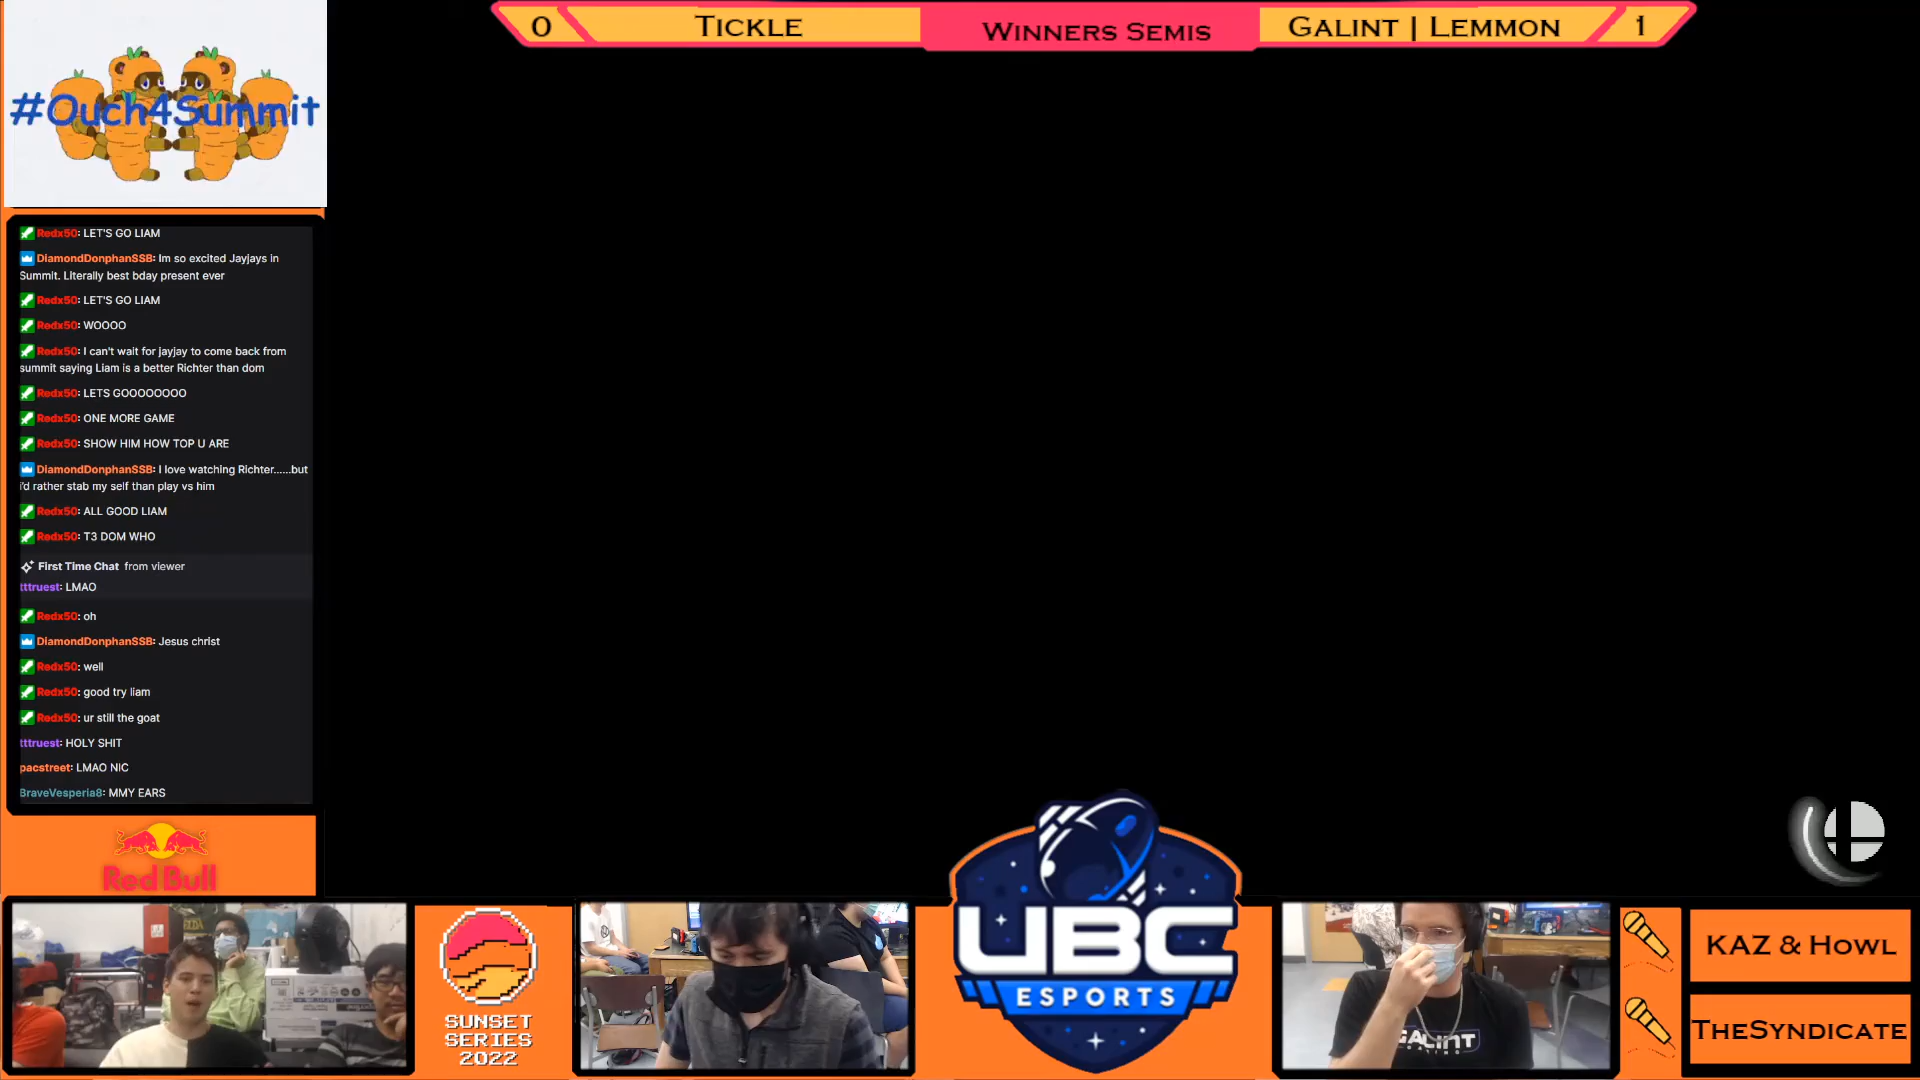 0 TICKLE WINNERS SEMIS GALINT | LEMMON 1
#Ouch4Summit
Redx50: LET'S GO LIAM
DiamondDonphanSSB: Im so excited Jayjays in
Summit. LIterally best bday present ever
Redx50: LET'S GO LIAM
Redx50: WOOOO
Redx50: I can't wait for jayjay to come back from
summit saying Liam is a better Richter than dom
Redx50: LETS GOOOOOOOO
Redx50: ONE MORE GAME
Redx50: SHOW HIM HOW TOP U ARE
DiamondDonphanSSB: I love watching Richter......but
i'd rather stab my self than play vs him
Redx50: ALL GOOD LIAM
Redx50: T3 DOM WHO
First Time Chat from viewer
tttruest: LMAO
Redx50: oh
DiamondDonphanSSB: Jesus christ
Redx50: well
Redx50: good try liam
Redx50: ur still the goat
tttruest: HOLY SHIT
pacstreet: LMAO NIC
BraveVesperia8: MMY EARS
Red Bull
SUNSET
SERIES
2022
UBC
ESPORTS
GALINT
KAZ & HOWL
THESYNDICATE